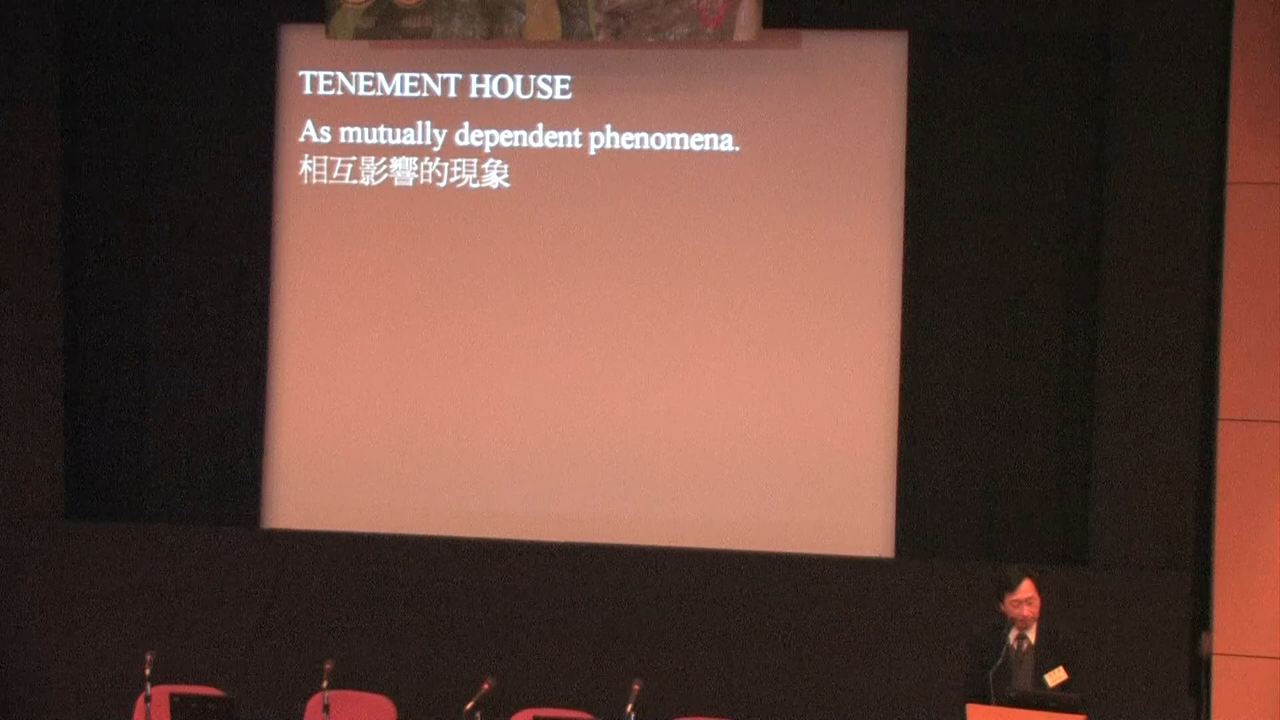 TENEMENT HOUSE
As mutually dependent phenomena.
相互影響的現象